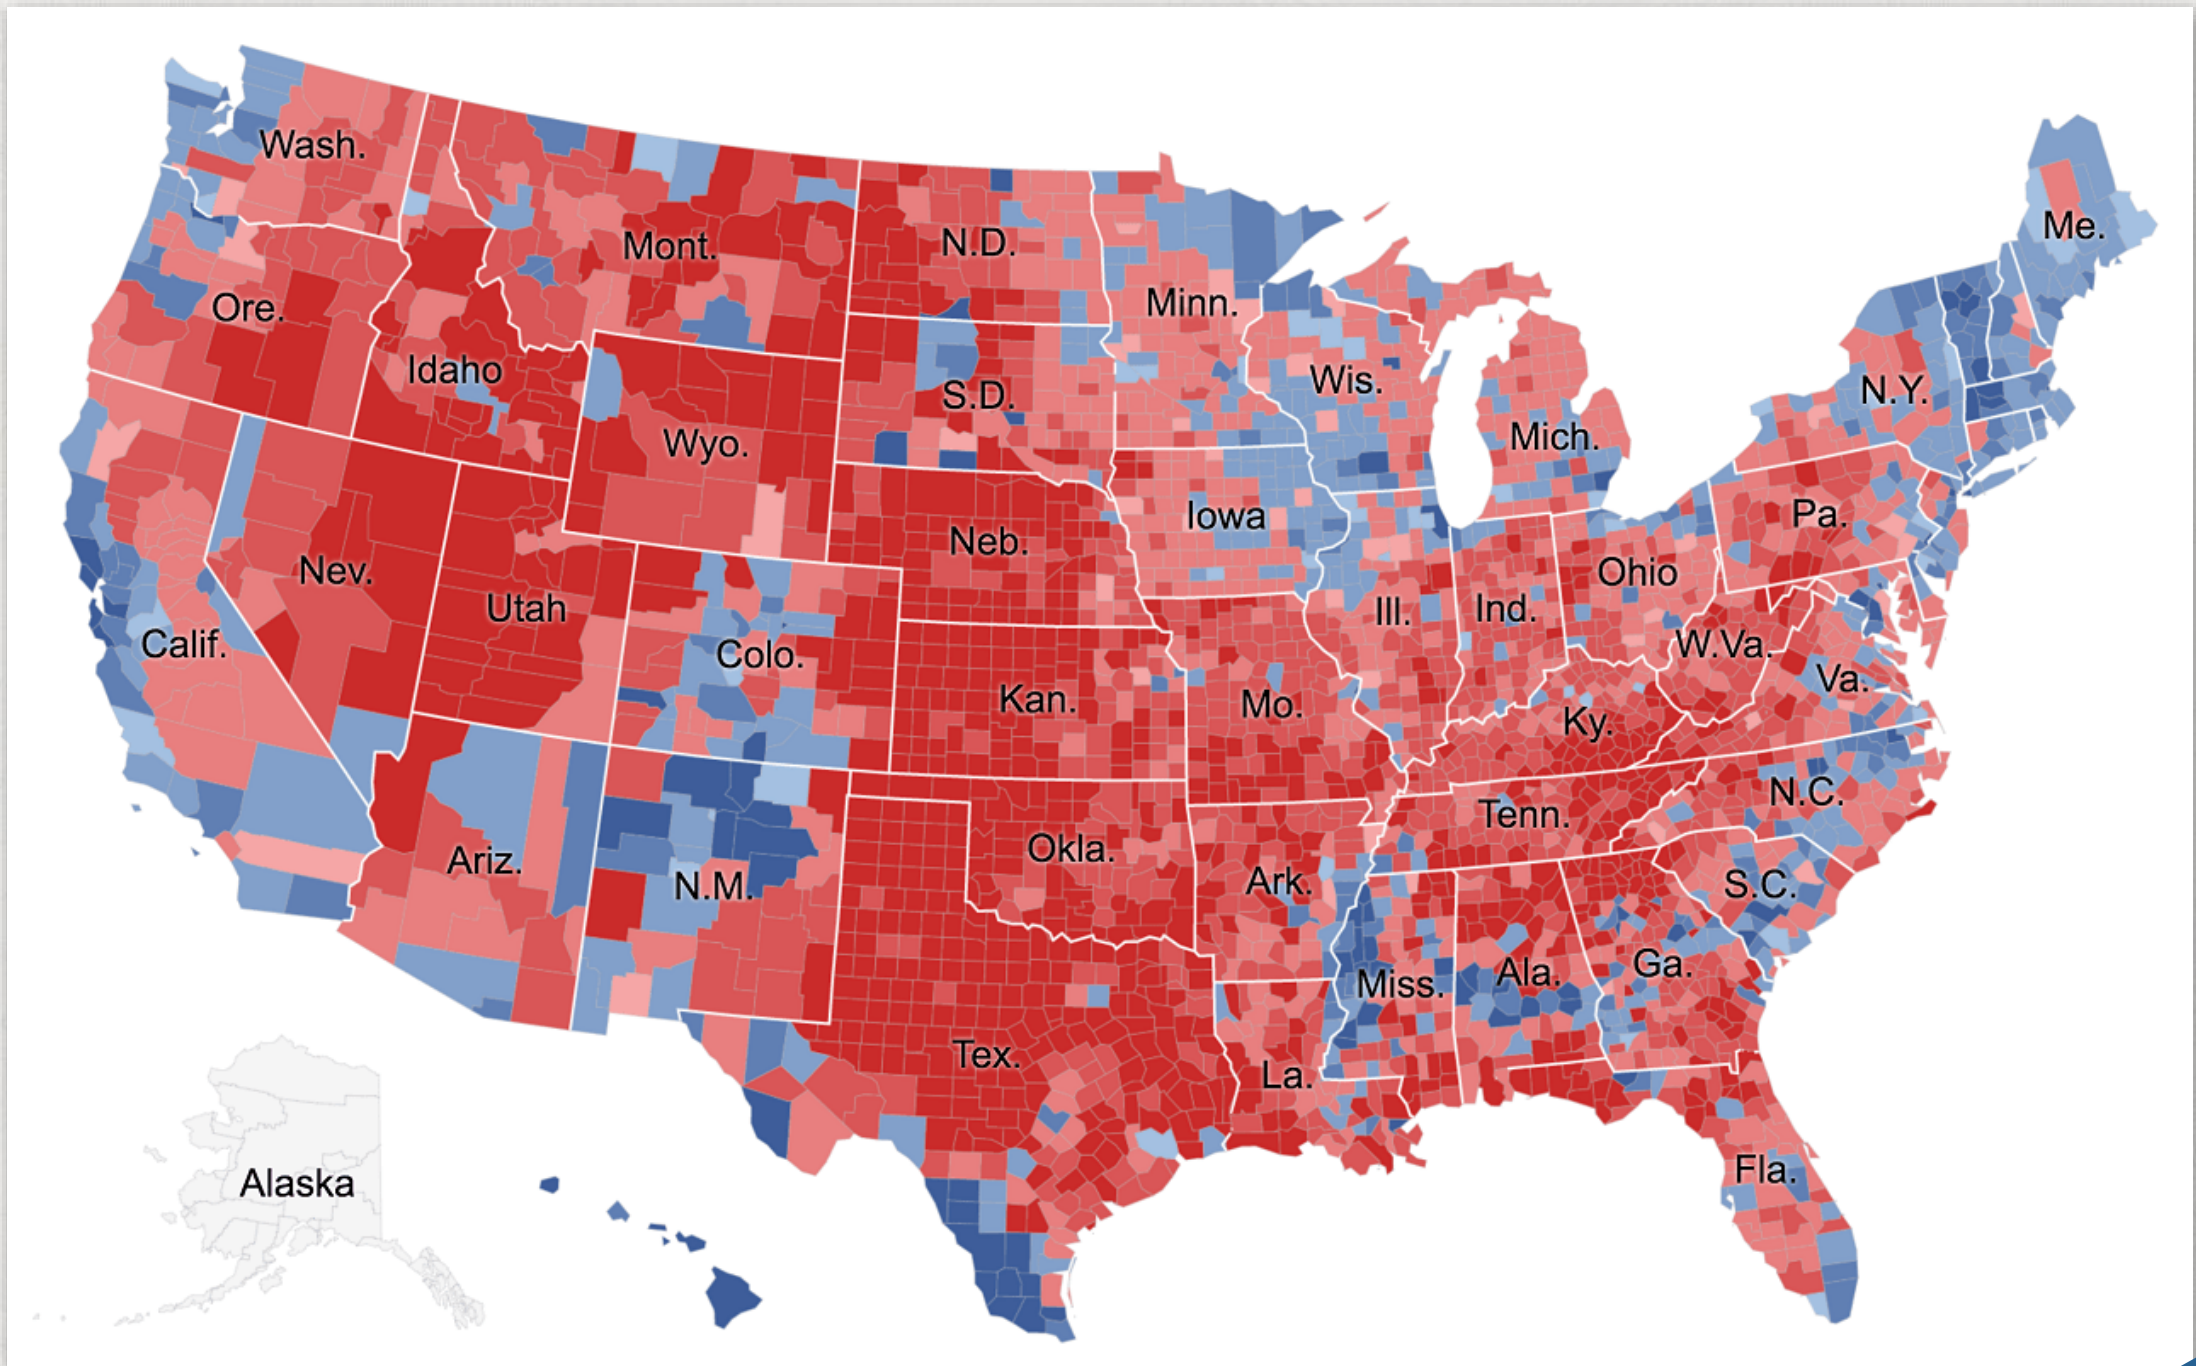 Wash.
Me.
Mont.
N.D.
Minn.
Ore.
Idaho
S.D.
Wis.
N.Y.
Wyo.
Mich.
Iowa
Pa.
Neb.
Nev.
Ohio
Utah
Ill.
Ind.
Calif.
Colo.
W.Va.
Va.
Kan.
Mo.
Ky.
N.C.
Tenn.
Okla.
Ariz.
N.M.
Ark.
S.C.
Ga.
Ala.
Miss.
Tex.
La.
Fla.
Alaska